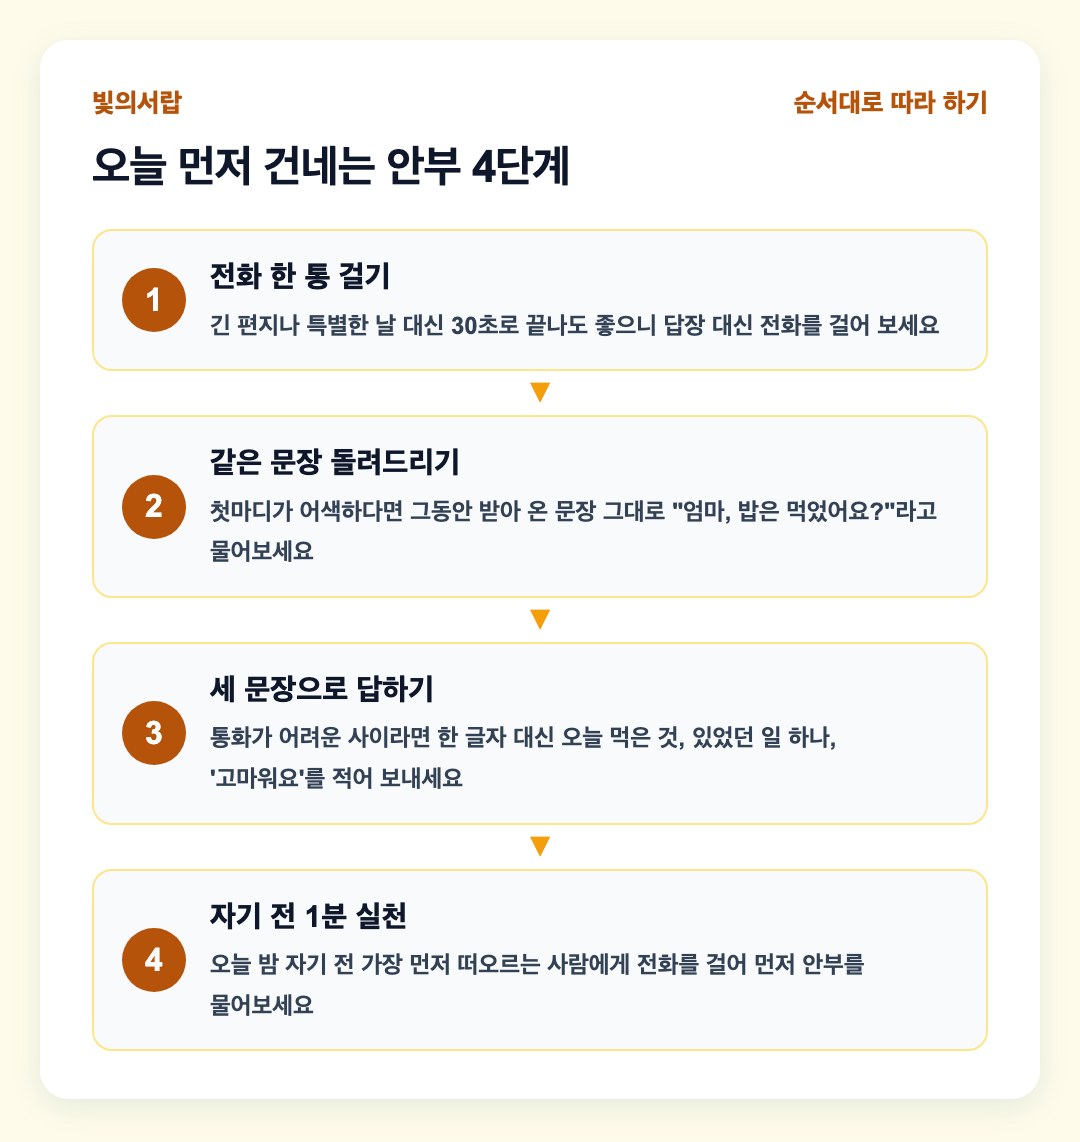 빛의서랍
순서대로 따라 하기
오늘 먼저 건네는 안부 4단계
1
전화 한 통 걸기
긴 편지나 특별한 날 대신 30초로 끝나도 좋으니 답장 대신 전화를 걸어 보세요
▼
2
같은 문장 돌려드리기
첫마디가 어색하다면 그동안 받아 온 문장 그대로 "엄마, 밥은 먹었어요?"라고
물어보세요
▼
3
세 문장으로 답하기
통화가 어려운 사이라면 한 글자 대신 오늘 먹은 것, 있었던 일 하나,
'고마워요'를 적어 보내세요
▼
4
자기 전 1분 실천
오늘 밤 자기 전 가장 먼저 떠오르는 사람에게 전화를 걸어 먼저 안부를
물어보세요